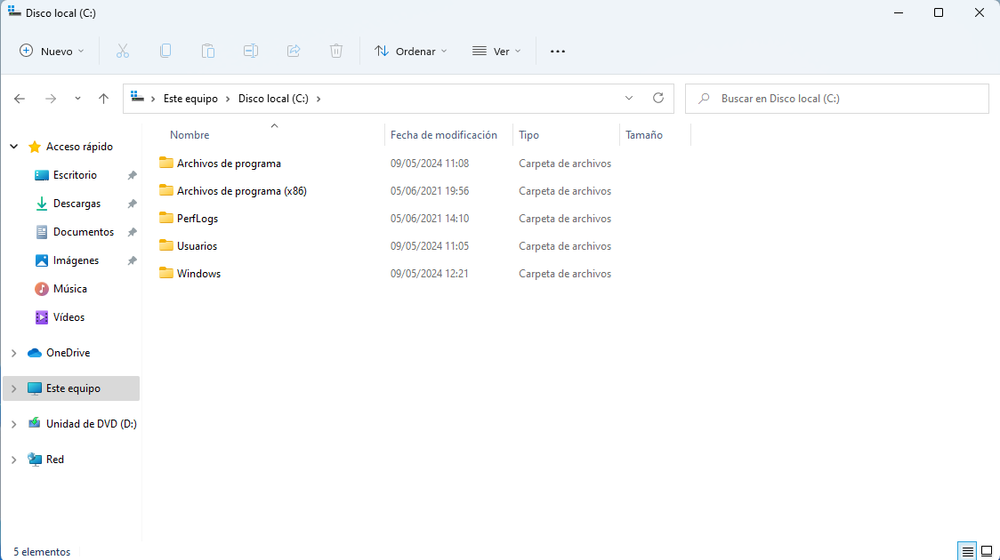 Disco local (C:)
Nuevo
Ordenar
Ver
Este equipo > Disco local (C:) >
Buscar en Disco local (C:)
Acceso rápido
Escritorio
Descargas
Documentos
Imágenes
Música
Vídeos
OneDrive
Este equipo
Unidad de DVD (D:)
Red
Nombre Fecha de modificación Tipo Tamaño
Archivos de programa 09/05/2024 11:08 Carpeta de archivos
Archivos de programa (x86) 05/06/2021 19:56 Carpeta de archivos
PerfLogs 05/06/2021 14:10 Carpeta de archivos
Usuarios 09/05/2024 11:05 Carpeta de archivos
Windows 09/05/2024 12:21 Carpeta de archivos
5 elementos